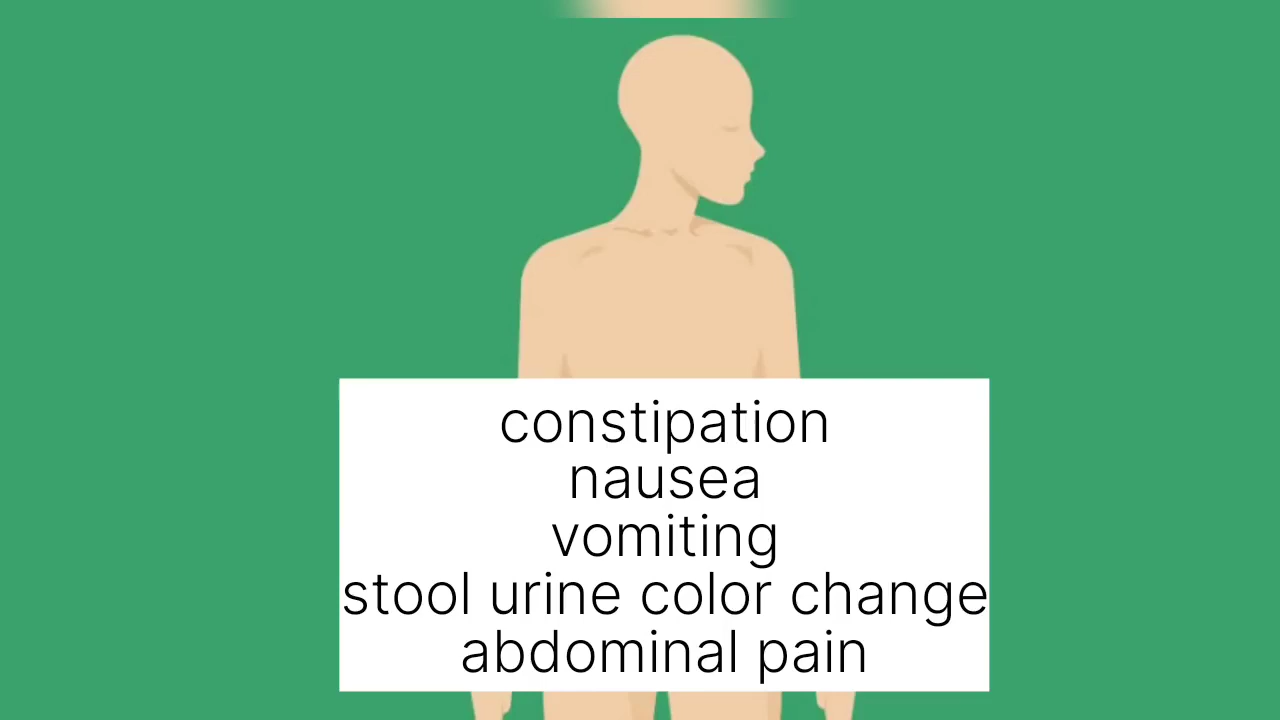 constipation
nausea
vomiting
stool urine color change
abdominal pain